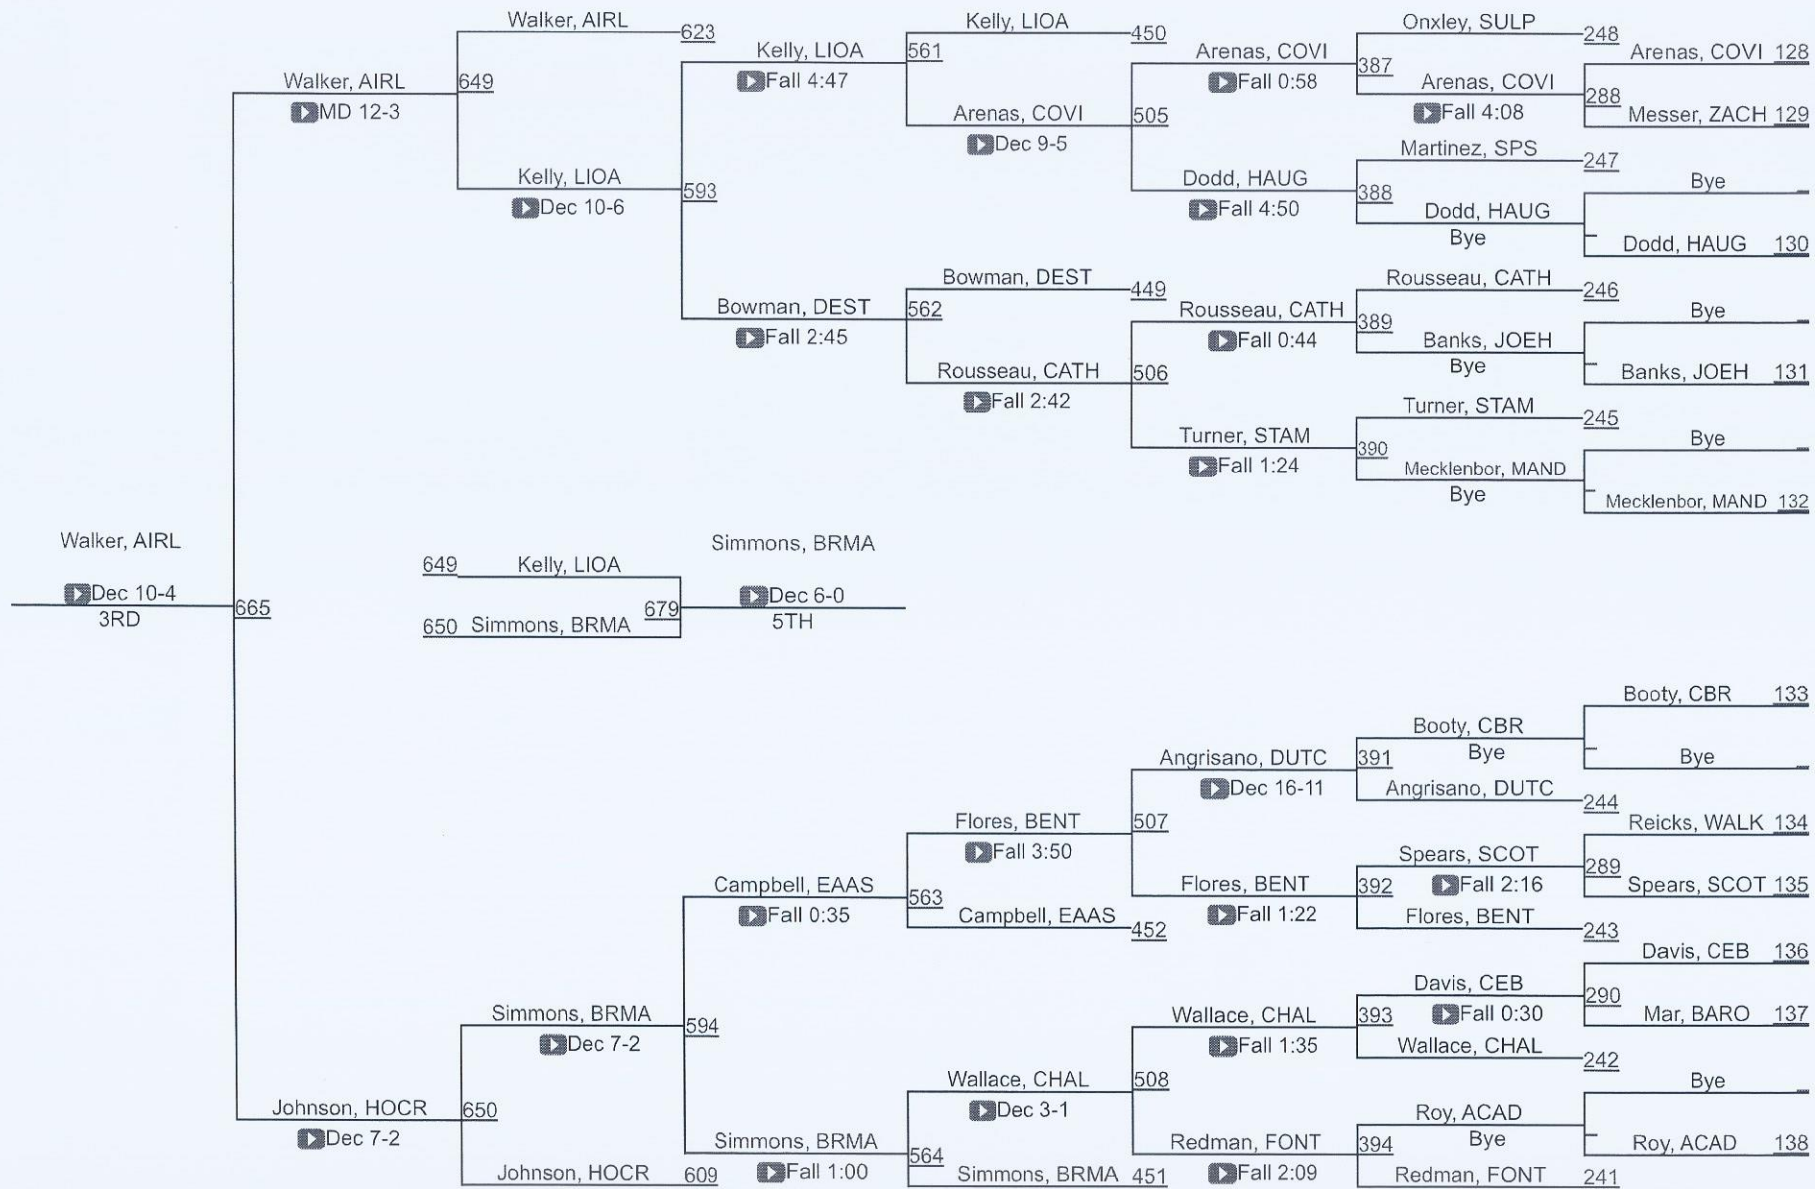 Walker, AIRL
623
Kelly, LIOA
450
Onxley, SULP
248
Arenas, COVI 128
Kelly, LIOA
Fall 4:47
561
Arenas, COVI
Fall 0:58
387
Walker, AIRL
MD 12-3
649
Arenas, COVI
Fall 4:08
288
Messer, ZACH 129
Arenas, COVI
Dec 9-5
505
Martinez, SPS
247
Kelly, LIOA
Dec 10-6
593
Dodd, HAUG
Fall 4:50
388
Bye
Dodd, HAUG
Bye
Dodd, HAUG 130
Bowman, DEST
449
Rousseau, CATH
246
Bowman, DEST
Fall 2:45
562
Rousseau, CATH
Fall 0:44
389
Bye
Banks, JOEH
Bye
Banks, JOEH 131
Rousseau, CATH
Fall 2:42
506
Turner, STAM
245
Turner, STAM
Fall 1:24
390
Bye
Mecklenbor, MAND
Bye
Mecklenbor, MAND 132
Walker, AIRL
Dec 10-4
3RD
665
649 Kelly, LIOA
650 Simmons, BRMA
679
Simmons, BRMA
Dec 6-0
5TH
Booty, CBR 133
Booty, CBR
Bye
Bye
Angrisano, DUTC
Dec 16-11
391
Angrisano, DUTC
244
Flores, BENT
Fall 3:50
507
Reicks, WALK 134
Spears, SCOT
Fall 2:16
289
Spears, SCOT 135
Campbell, EAAS
Fall 0:35
563
Flores, BENT
Fall 1:22
392
Flores, BENT
243
Campbell, EAAS
452
Davis, CEB 136
Davis, CEB
Fall 0:30
290
Mar, BARO 137
Simmons, BRMA
Dec 7-2
594
Wallace, CHAL
Fall 1:35
393
Wallace, CHAL
242
Wallace, CHAL
Dec 3-1
508
Bye
Johnson, HOCR
Dec 7-2
650
Roy, ACAD
Bye
Roy, ACAD 138
Simmons, BRMA
Fall 1:00
564
Redman, FONT
Fall 2:09
394
Johnson, HOCR
609
Simmons, BRMA 451
Redman, FONT
241